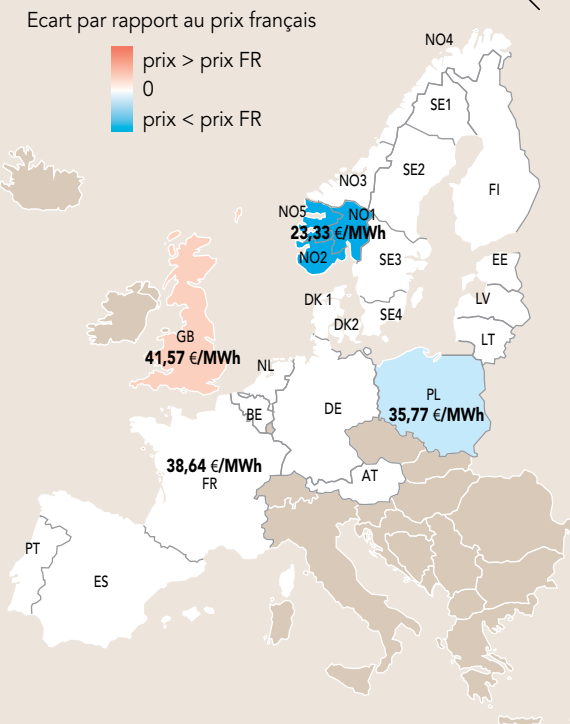 Ecart par rapport au prix français
prix > prix FR
0
prix < prix FR
NO4
SE1
SE2
NO3
FI
NO5
NO1
23,33 €/MWh
NO2
SE3
EE
DK 1
LV
SE4
DK2
GB
LT
41,57 €/MWh
NL
PL
DE
35,77 €/MWh
BE
38,64 €/MWh
FR
AT
PT
ES